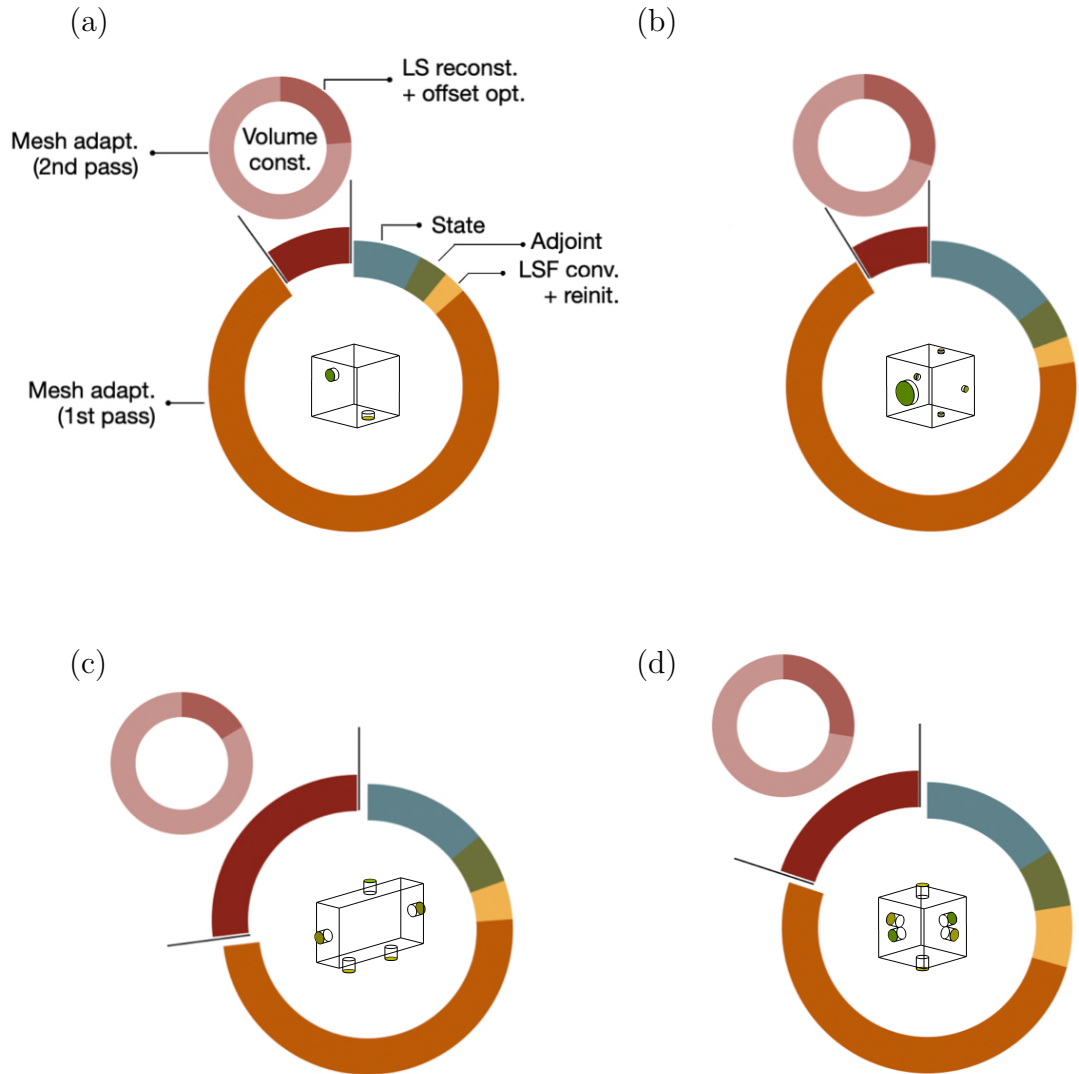 (a)
(b)
LS reconst.
+ offset opt.
Mesh adapt.
(2nd pass)
Volume
const.
State
Adjoint
LSF conv.
+ reinit.
Mesh adapt.
(1st pass)
(c)
(d)